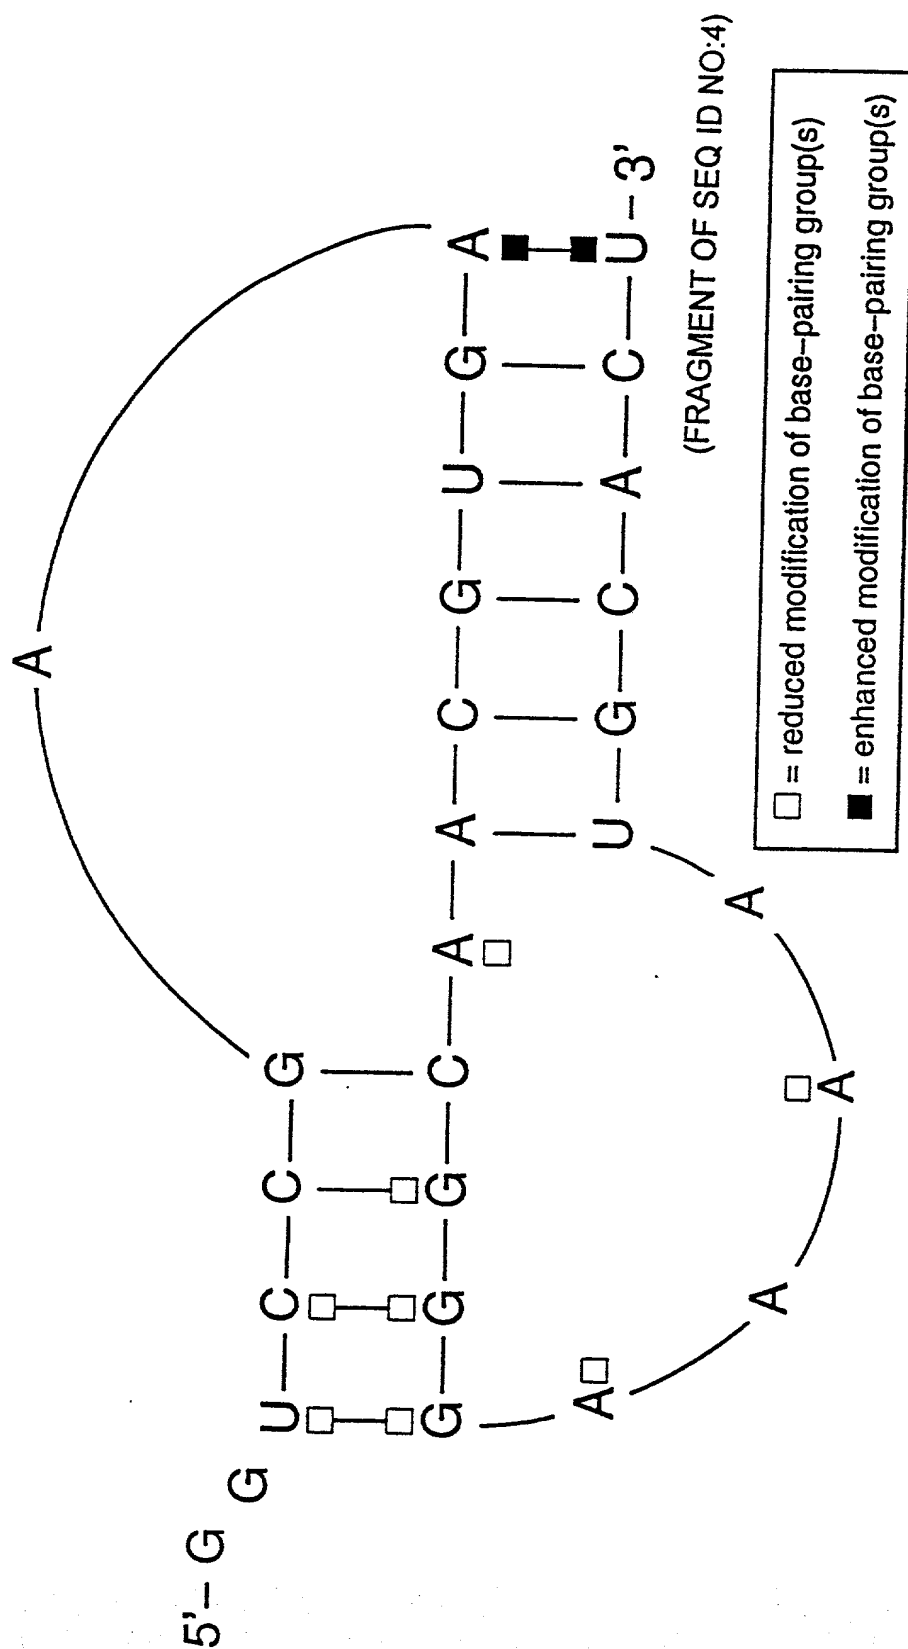 A
5'-G G U C C G
G G G C A A C G U G A
A A A A U G C A C U-3'
(FRAGMENT OF SEQ ID NO:4)
□ = reduced modification of base-pairing group(s)
■ = enhanced modification of base-pairing group(s)